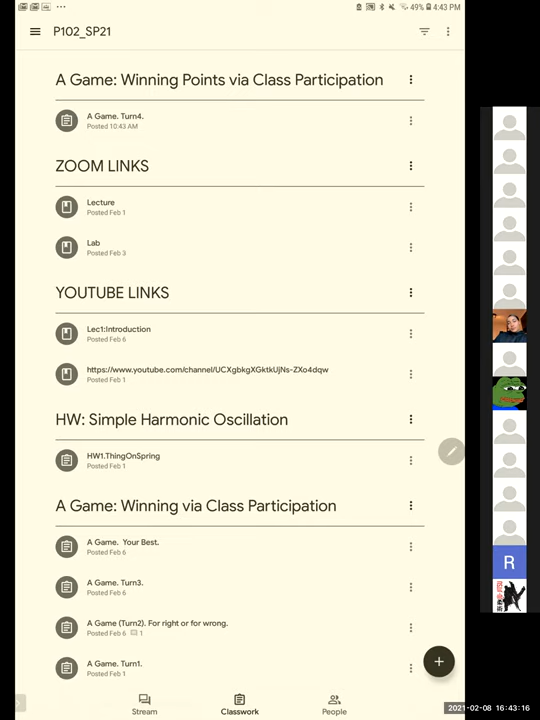 49% 4:43 PM
P102_SP21
A Game: Winning Points via Class Participation
A Game. Turn4.
Posted 10:43 AM
ZOOM LINKS
Lecture
Posted Feb 1
Lab
Posted Feb 3
YOUTUBE LINKS
Lec1:Introduction
Posted Feb 6
https://www.youtube.com/channel/UCXgbkgXGktkUjNs-ZXo4dqw
Posted Feb 1
HW: Simple Harmonic Oscillation
HW1.ThingOnSpring
Posted Feb 1
A Game: Winning via Class Participation
A Game. Your Best.
Posted Feb 6
A Game. Turn3.
Posted Feb 6
A Game (Turn2). For right or for wrong.
Posted Feb 6 1
A Game. Turn1.
Posted Feb 1
R
Stream
Classwork
People
2021-02-08 16:43:16